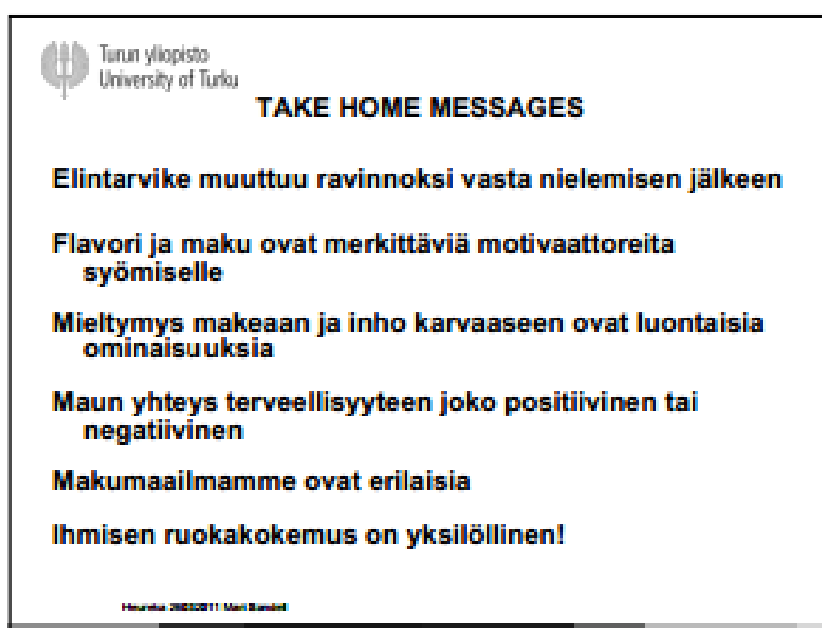 Turun yliopisto
University of Turku
TAKE HOME MESSAGES
Elintarvike muuttuu ravinnoksi vasta nielemisen jälkeen
Flavori ja maku ovat merkittäviä motivaattoreita
syömiselle
Mieltymys makeaan ja inho karvaaseen ovat luontaisia
ominaisuuksia
Maun yhteys terveellisyyteen joko positiivinen tai
negatiivinen
Makumaailmamme ovat erilaisia
Ihmisen ruokakokemus on yksilöllinen!
Mari Sandell